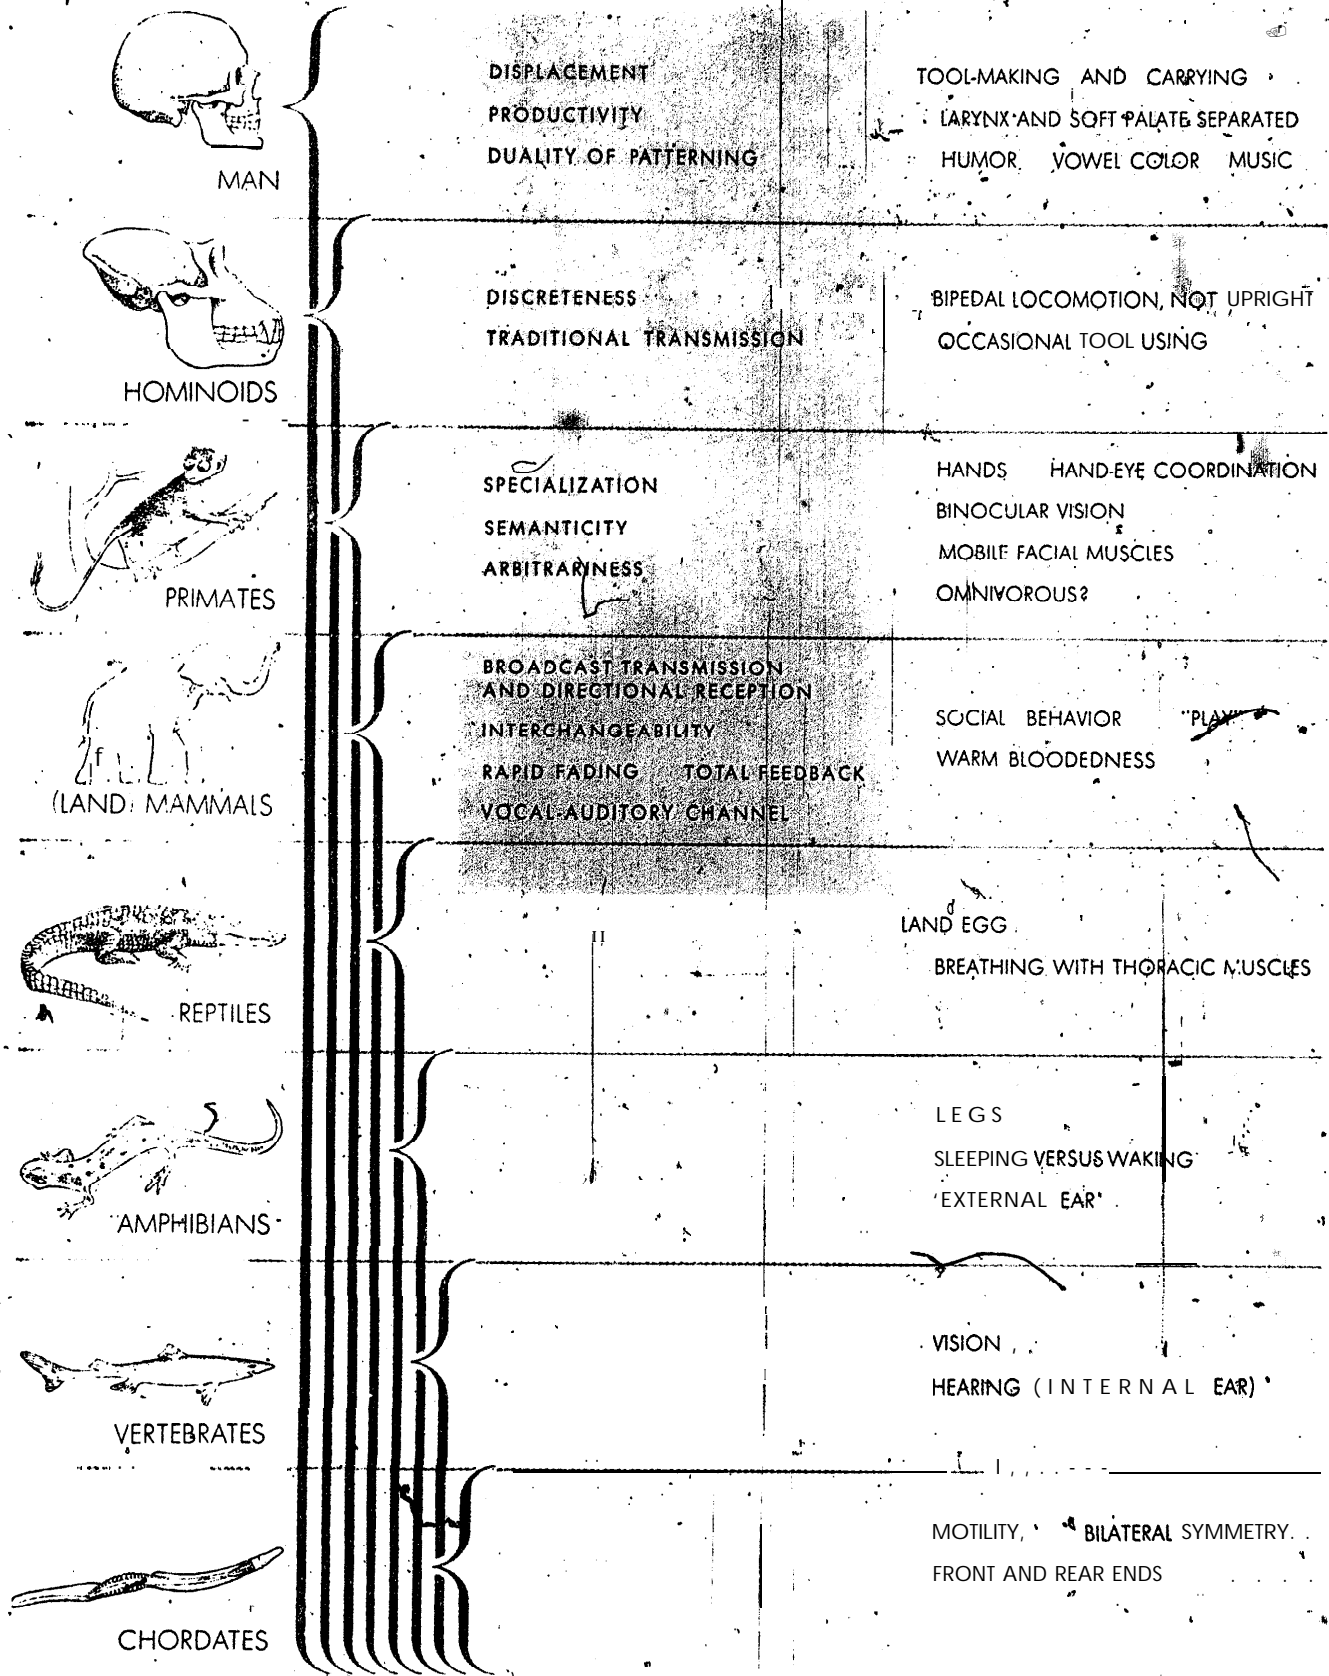 DISPLACEMENT
TOOL-MAKING AND CARRYING
PRODUCTIVITY
LARYNX AND SOFT PALATE SEPARATED
DUALITY OF PATTERNING
HUMOR VOWEL COLOR MUSIC
MAN
DISCRETENESS
BIPEDAL LOCOMOTION, NOT UPRIGHT
TRADITIONAL TRANSMISSION
OCCASIONAL TOOL USING
HOMINOIDS
HANDS HAND-EYE COORDINATION
SPECIALIZATION
BINOCULAR VISION
SEMANTICITY
MOBILE FACIAL MUSCLES
ARBITRARINESS
OMNIVOROUS?
PRIMATES
BROADCAST TRANSMISSION
AND DIRECTIONAL RECEPTION
SOCIAL BEHAVIOR "PLAY"
INTERCHANGEABILITY
WARM BLOODEDNESS
RAPID FADING TOTAL FEEDBACK
VOCAL-AUDITORY CHANNEL
(LAND) MAMMALS
LAND EGG
BREATHING WITH THORACIC MUSCLES
REPTILES
LEGS
SLEEPING VERSUS WAKING
'EXTERNAL EAR'
AMPHIBIANS
VISION
HEARING (INTERNAL EAR)
VERTEBRATES
MOTILITY, BILATERAL SYMMETRY
FRONT AND REAR ENDS
CHORDATES